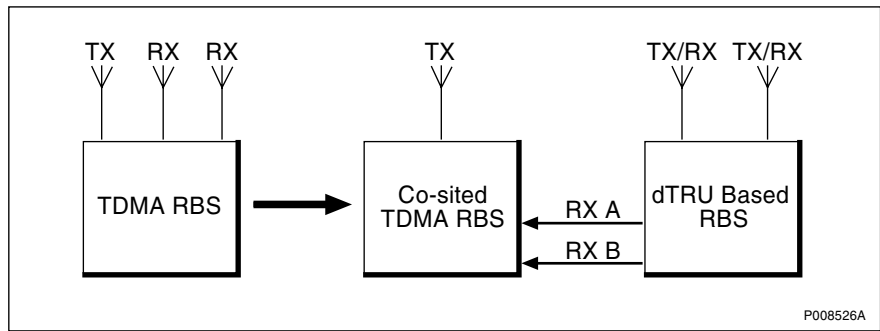 TX RX RX TX TX/RX TX/RX
TDMA RBS
Co-sited
TDMA RBS
RX A
RX B
dTRU Based
RBS
P008526A